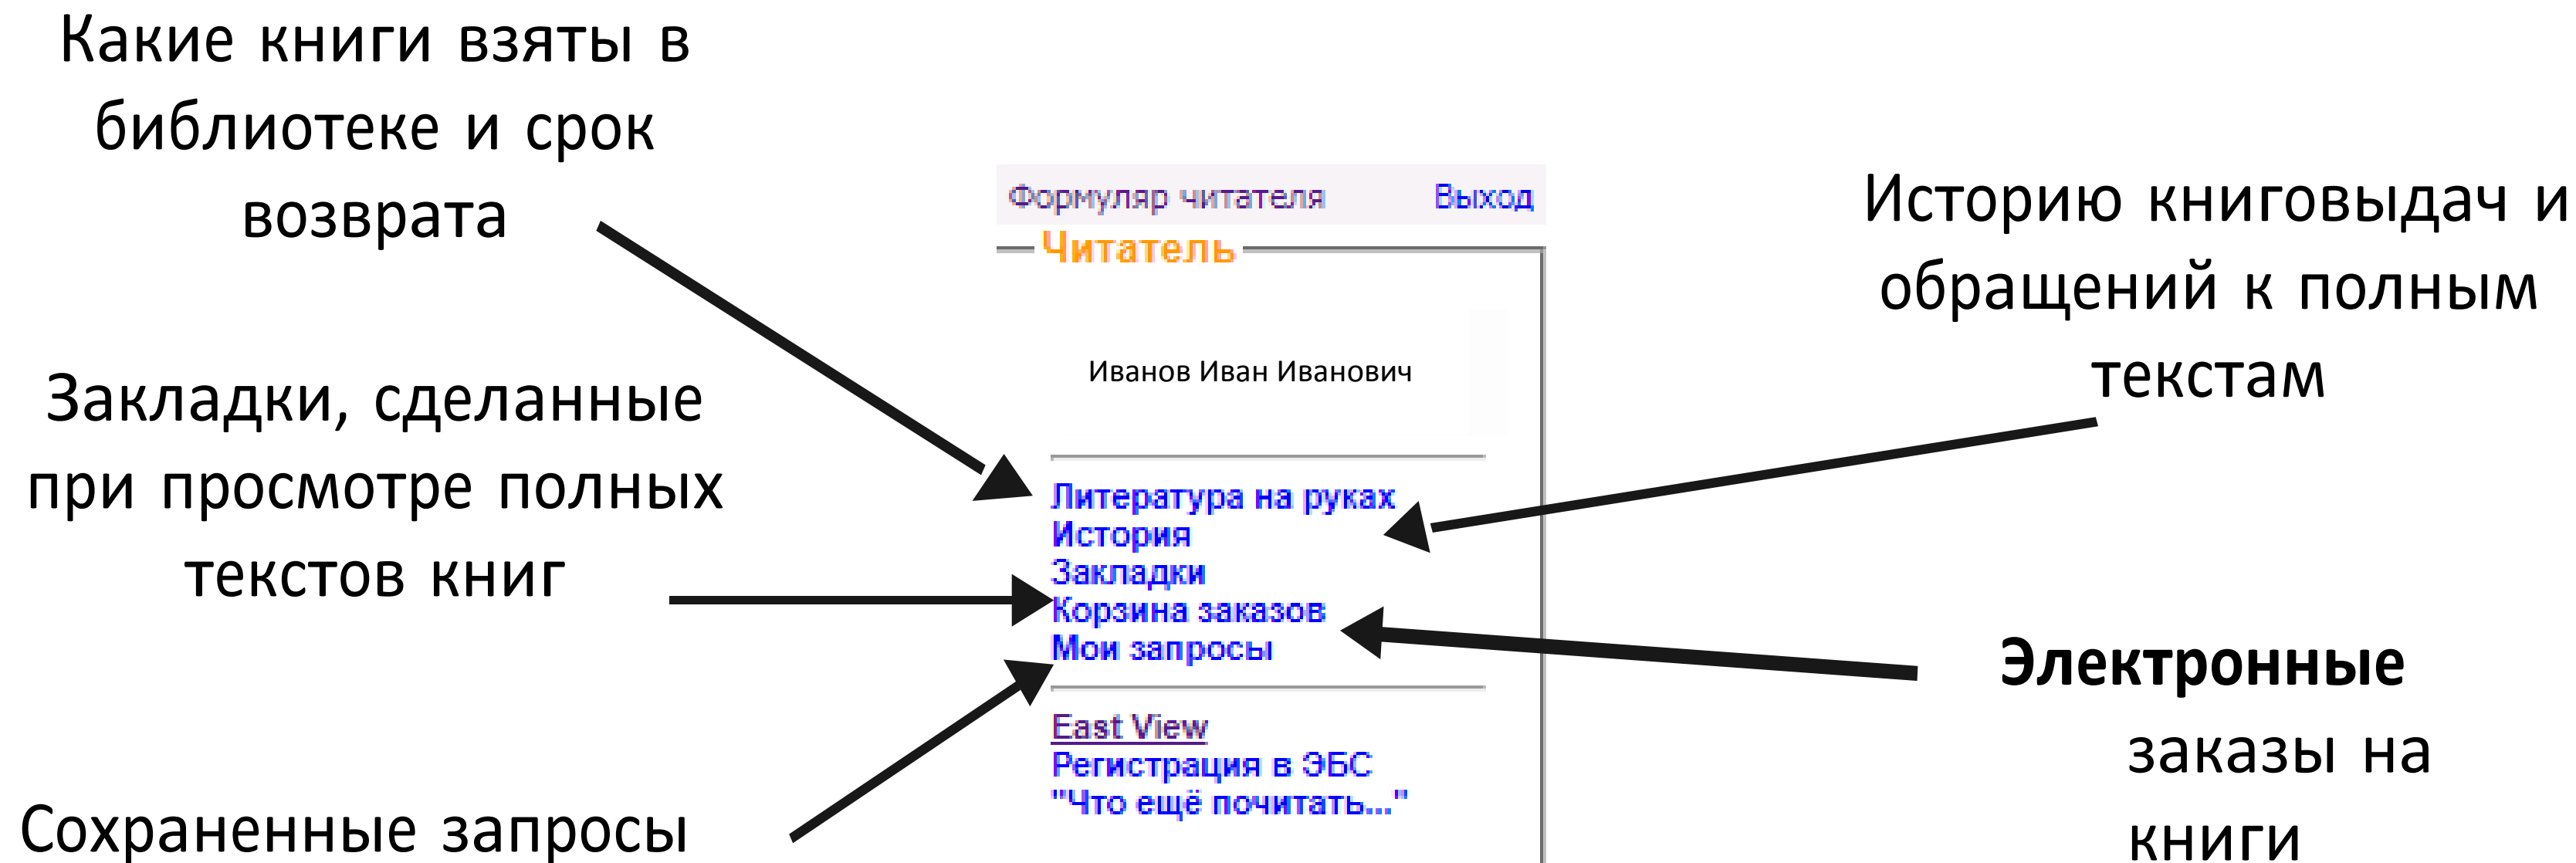 Какие книги взяты в
библиотеке и срок
возврата
Закладки, сделанные
при просмотре полных
текстов книг
Сохраненные запросы
Формуляр читателя Выход
Читатель
Иванов Иван Иванович
Литература на руках
История
Закладки
Корзина заказов
Мои запросы
East View
Регистрация в ЭБС
"Что ещё почитать..."
Историю книговыдач и
обращений к полным
текстам
Электронные
заказы на
книги